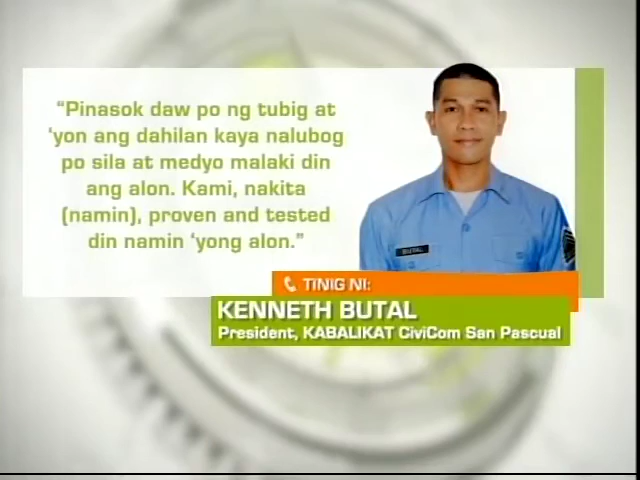 “Pinasok daw po ng tubig at
‘yon ang dahilan kaya nalubog
po sila at medyo malaki din
ang alon. Kami, nakita
(namin), proven and tested
din namin ‘yong alon.”
TINIG NI:
KENNETH BUTAL
President, KABALIKAT CiviCom San Pascual